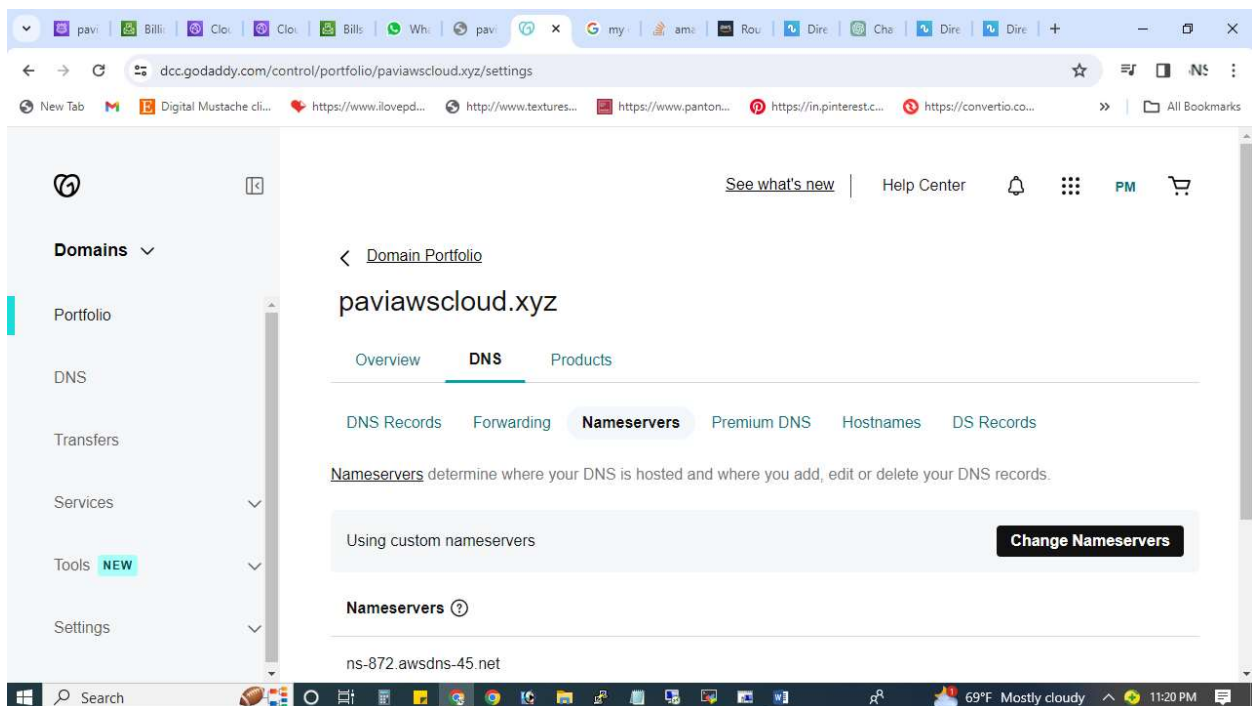 pavi
Billi
Clou
Clou
Bills
Wha
pavi
my
ama
Rou
Dire
Cha
Dire
Dire
dcc.godaddy.com/control/portfolio/paviawscloud.xyz/settings
New Tab
Digital Mustache cli...
https://www.ilovepd...
http://www.textures...
https://www.panton...
https://in.pinterest.c...
https://convertio.co...
»
All Bookmarks
See what's new
Help Center
PM
Domains
Domain Portfolio
paviawscloud.xyz
Portfolio
DNS
Transfers
Services
Tools NEW
Settings
Overview DNS Products
DNS Records Forwarding Nameservers Premium DNS Hostnames DS Records
Nameservers determine where your DNS is hosted and where you add, edit or delete your DNS records.
Using custom nameservers
Change Nameservers
Nameservers
ns-872.awsdns-45.net
Search
69°F Mostly cloudy
11:20 PM